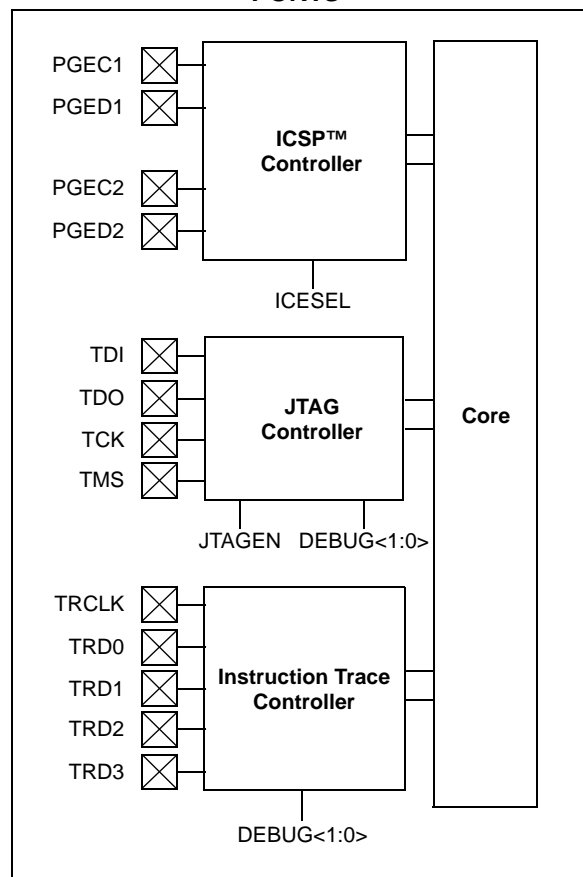 PGEC1
PGED1
ICSP™
Controller
PGEC2
PGED2
ICESEL
TDI
TDO
JTAG
Controller
Core
TCK
TMS
JTAGEN DEBUG<1:0>
TRCLK
TRD0
TRD1
Instruction Trace
Controller
TRD2
TRD3
DEBUG<1:0>